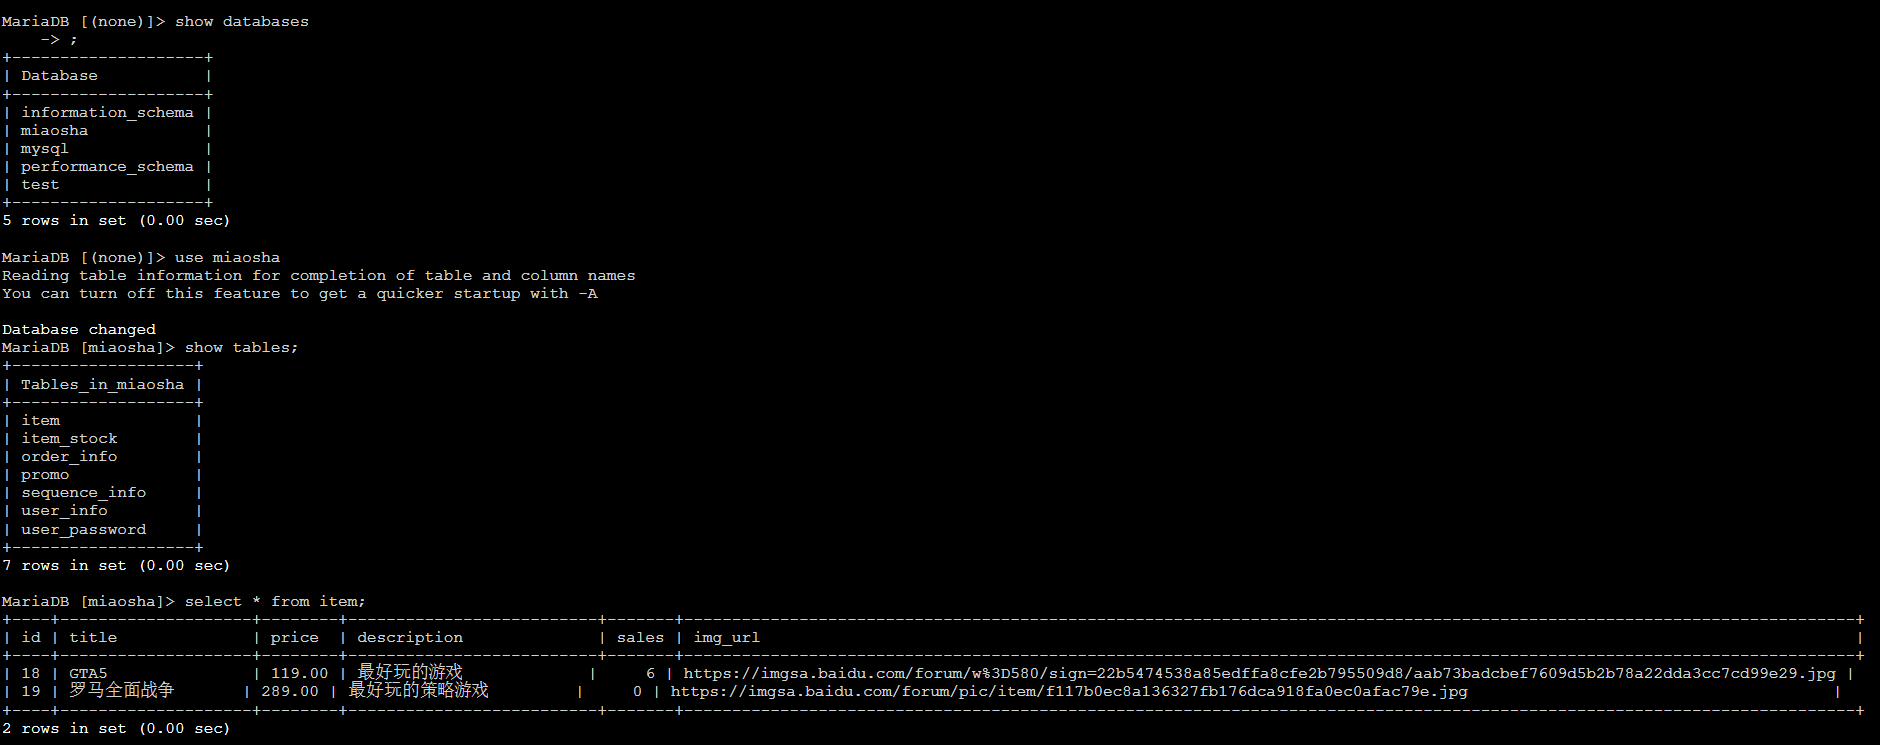 MariaDB [(none)]> show databases
    -> ;
+--------------------+
| Database           |
+--------------------+
| information_schema |
| miaosha            |
| mysql              |
| performance_schema |
| test               |
+--------------------+
5 rows in set (0.00 sec)
MariaDB [(none)]> use miaosha
Reading table information for completion of table and column names
You can turn off this feature to get a quicker startup with -A
Database changed
MariaDB [miaosha]> show tables;
+-------------------+
| Tables_in_miaosha |
+-------------------+
| item              |
| item_stock        |
| order_info        |
| promo             |
| sequence_info     |
| user_info         |
| user_password     |
+-------------------+
7 rows in set (0.00 sec)
MariaDB [miaosha]> select * from item;
+----+--------------------+--------+--------------------------+-------+--------------------------------------------------------------------------------------------------------------------------+
| id | title              | price  | description              | sales | img_url                                                                                                                  |
+----+--------------------+--------+--------------------------+-------+--------------------------------------------------------------------------------------------------------------------------+
| 18 | GTA5               | 119.00 | 最好玩的游戏             |     6 | https://imgsa.baidu.com/forum/w%3D580/sign=22b5474538a85edffa8cfe2b795509d8/aab73badcbef7609d5b2b78a22dda3cc7cd99e29.jpg |
| 19 | 罗马全面战争       | 289.00 | 最好玩的策略游戏         |     0 | https://imgsa.baidu.com/forum/pic/item/f117b0ec8a136327fb176dca918fa0ec0afac79e.jpg                                      |
+----+--------------------+--------+--------------------------+-------+--------------------------------------------------------------------------------------------------------------------------+
2 rows in set (0.00 sec)